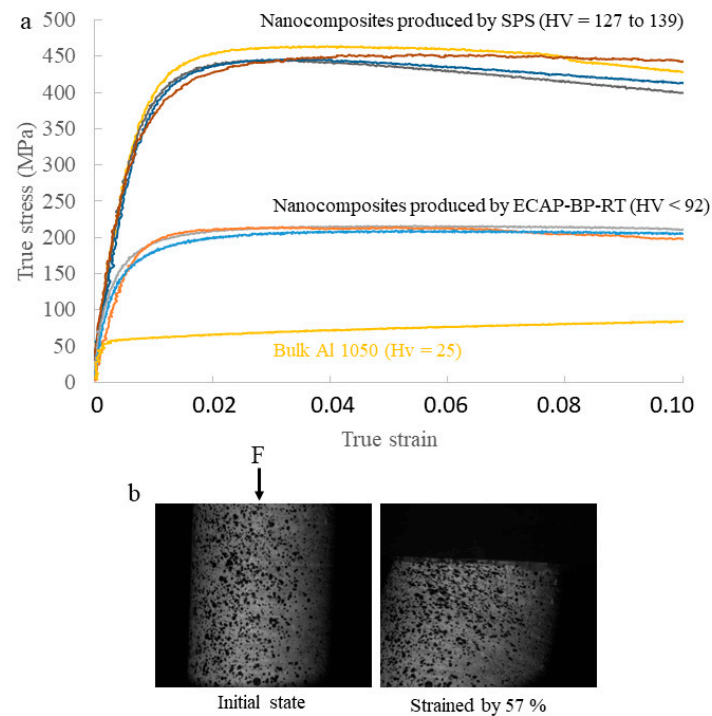 a
Nanocomposites produced by SPS (HV = 127 to 139)
500
450
400
350
300
250
200
150
100
50
0
True stress (MPa)
Nanocomposites produced by ECAP-BP-RT (HV < 92)
Bulk Al 1050 (Hv = 25)
0 0.02 0.04 0.06 0.08 0.10
True strain
F
b
Initial state Strained by 57 %